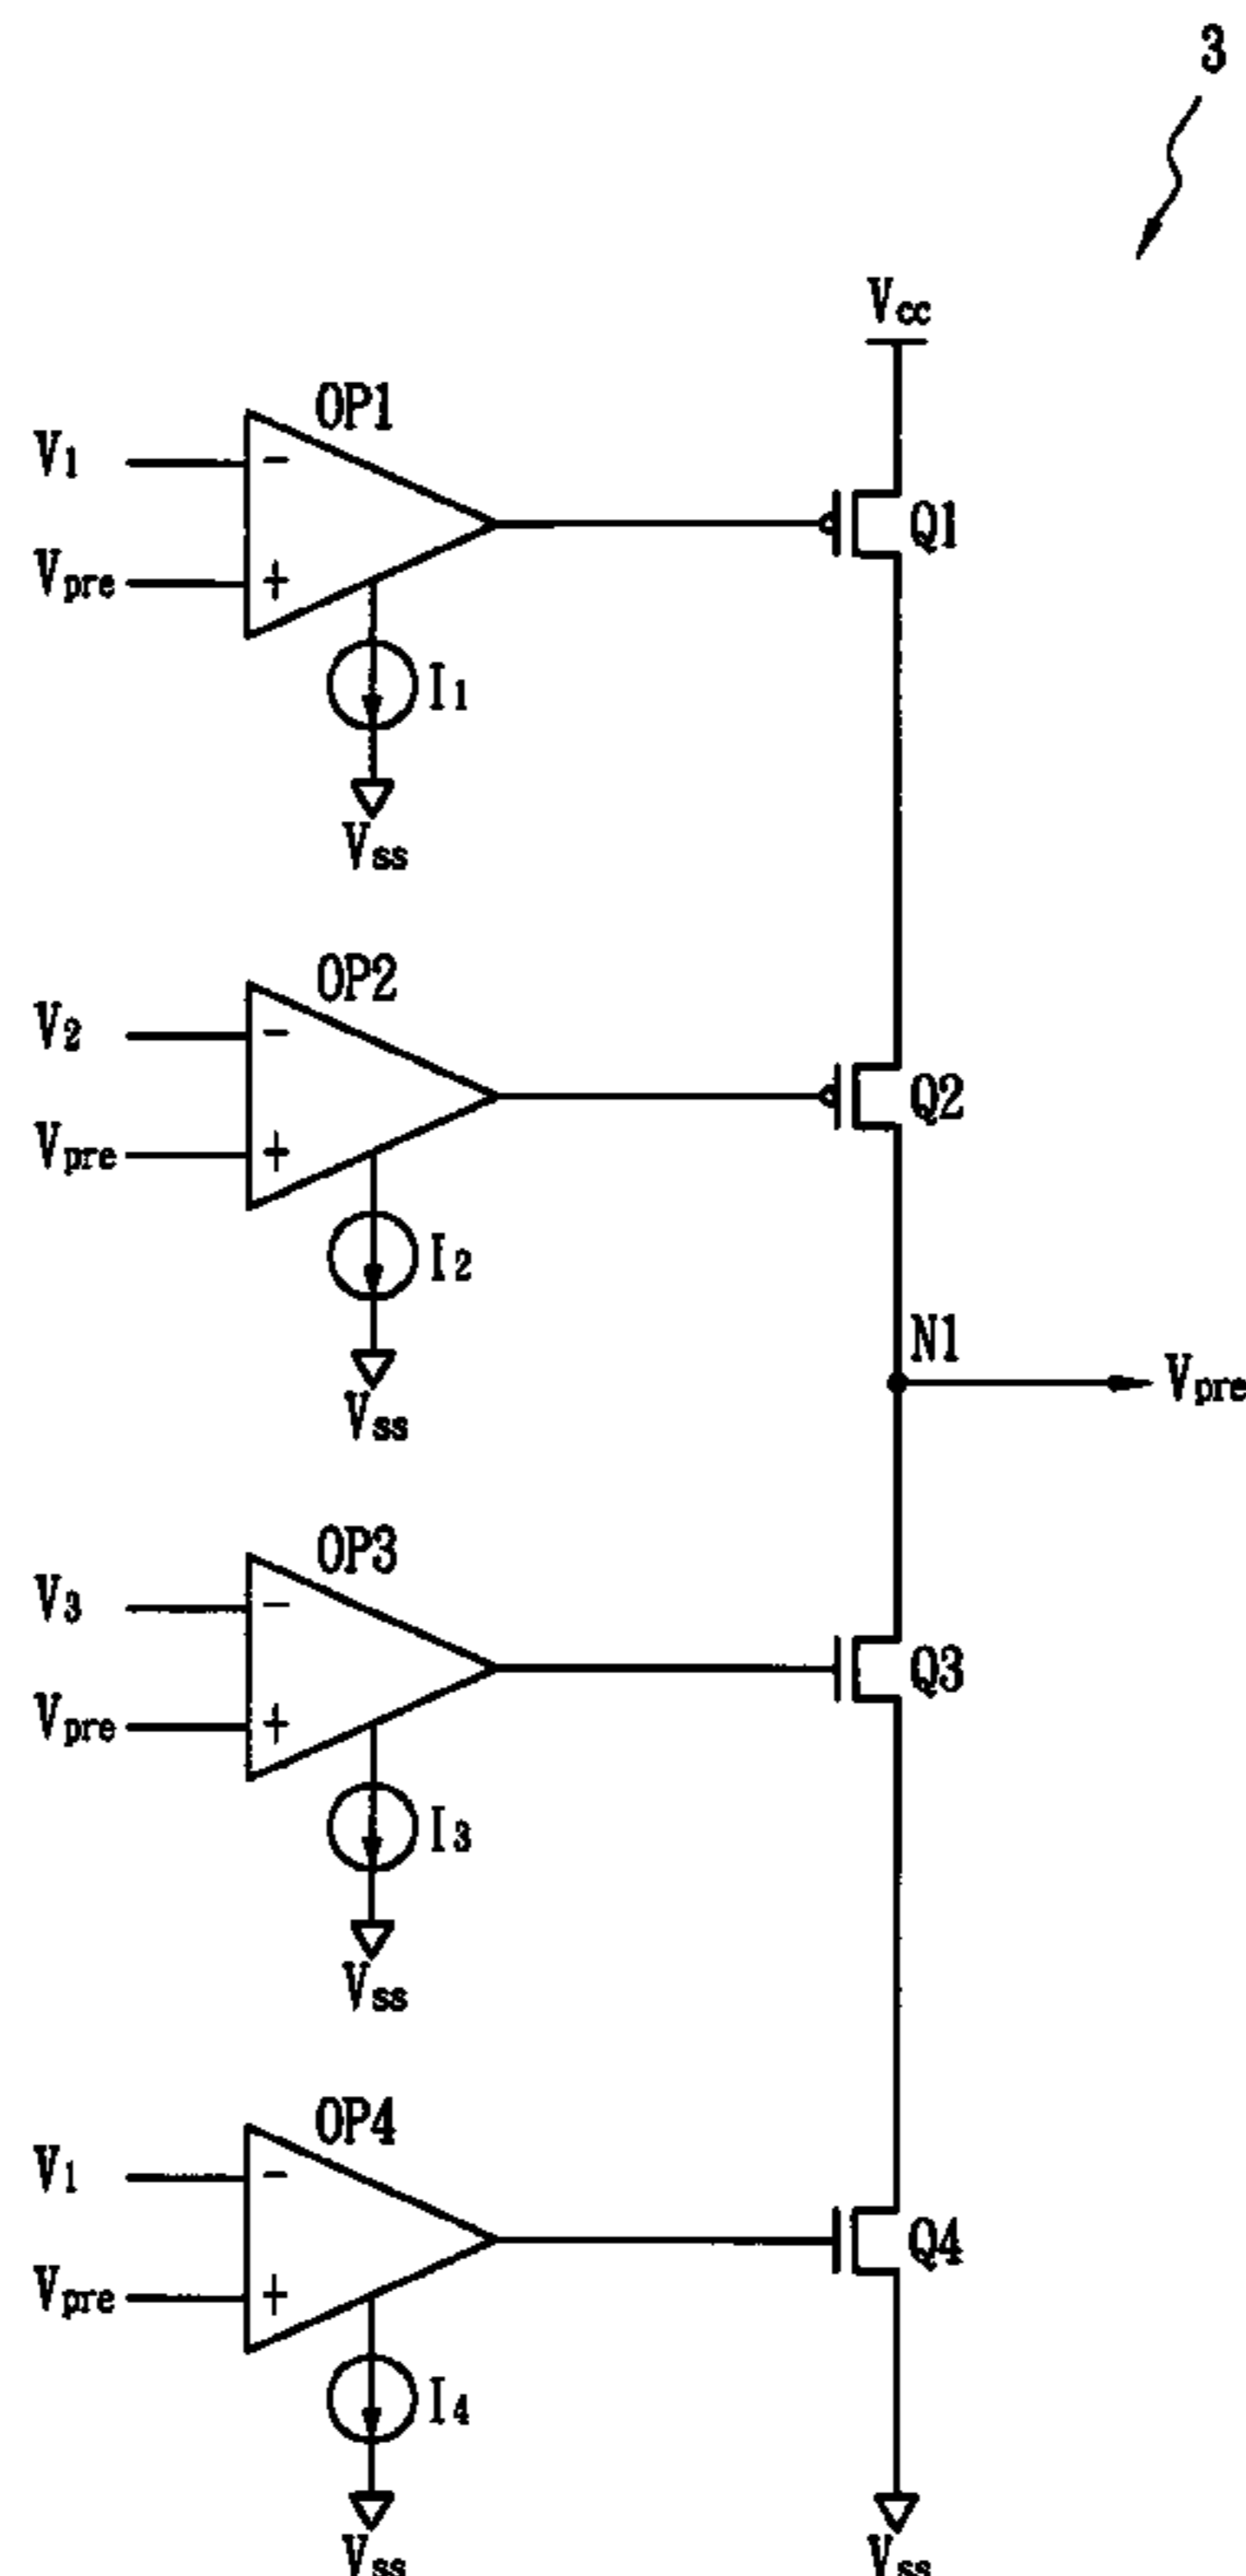 3
Vcc
OP1
V1
-
Vpre
+
Q1
I1
Vss
OP2
V2
-
Vpre
+
Q2
I2
Vss
N1
Vpre
OP3
V3
-
Vpre
+
Q3
I3
Vss
OP4
V1
-
Vpre
+
Q4
I4
Vss
Vss